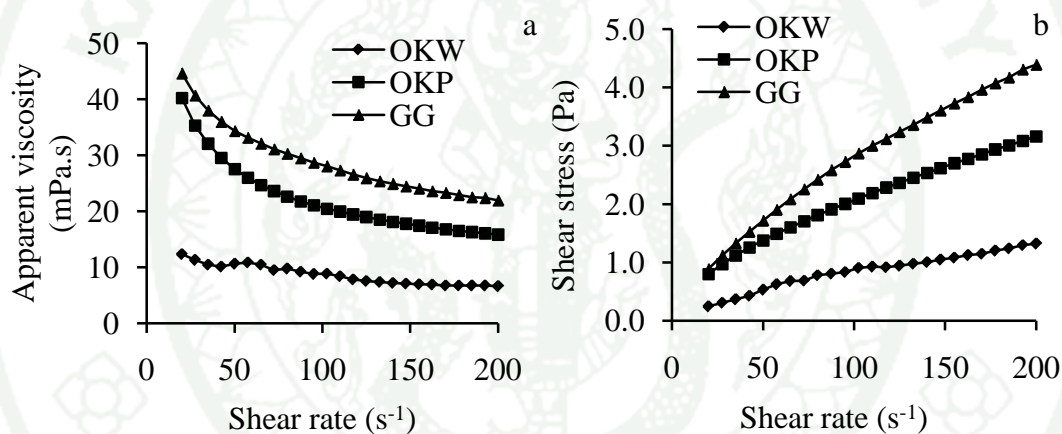 a
OKW
OKP
GG
Apparent viscosity
(mPa.s)
50
40
30
20
10
0
0 50 100 150 200
Shear rate (s⁻¹)
b
OKW
OKP
GG
Shear stress (Pa)
5.0
4.0
3.0
2.0
1.0
0.0
0 50 100 150 200
Shear rate (s⁻¹)